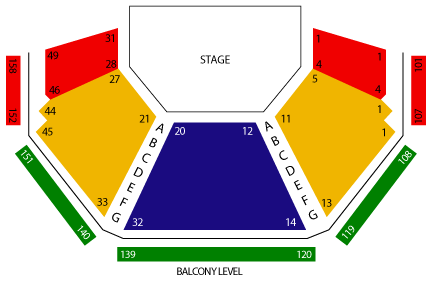 STAGE
31
49
28
46
27
44
45
21
33
A
B
C
D
E
F
G
20
12
32
14
A
B
C
D
E
F
G
1
1
4
4
5
1
11
1
13
158
152
151
140
139
120
119
108
107
101
BALCONY LEVEL